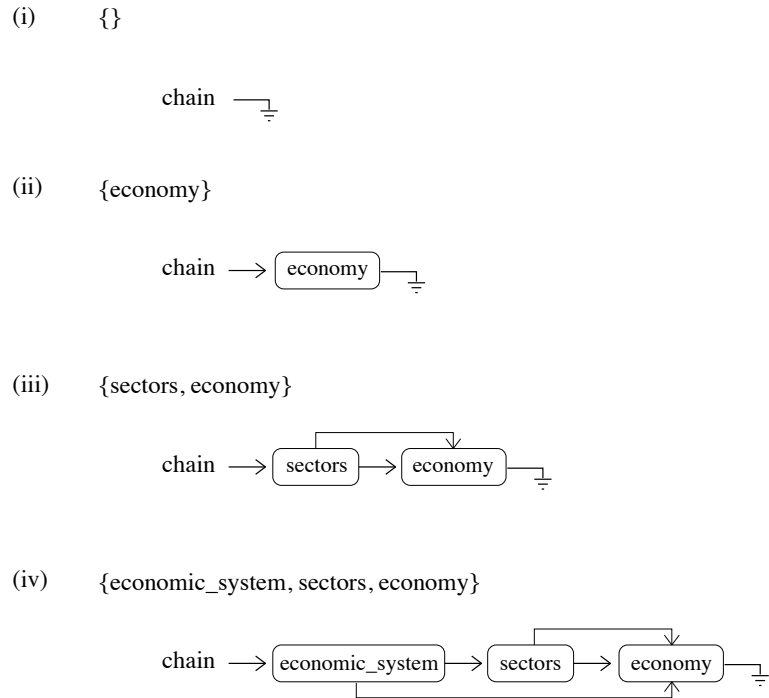 (i) {}
chain
(ii) {economy}
chain economy
(iii) {sectors, economy}
chain sectors economy
(iv) {economic_system, sectors, economy}
chain economic_system sectors economy